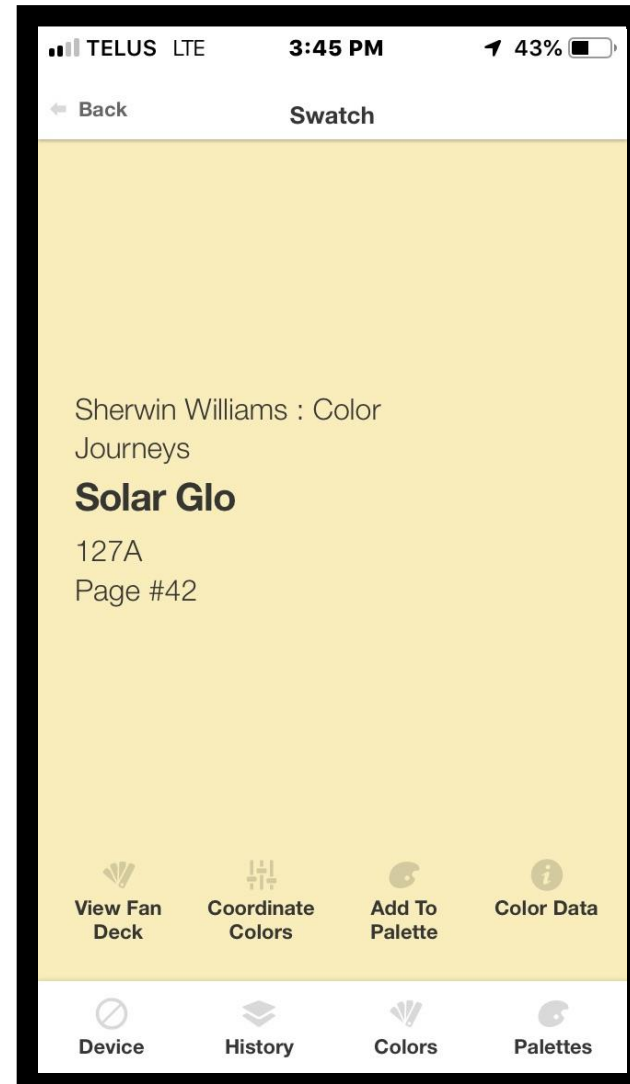 TELUS LTE 3:45 PM 43%
Back Swatch
Sherwin Williams : Color
Journeys
Solar Glo
127A
Page #42
View Fan Coordinate Add To Color Data
Deck Colors Palette
Device History Colors Palettes